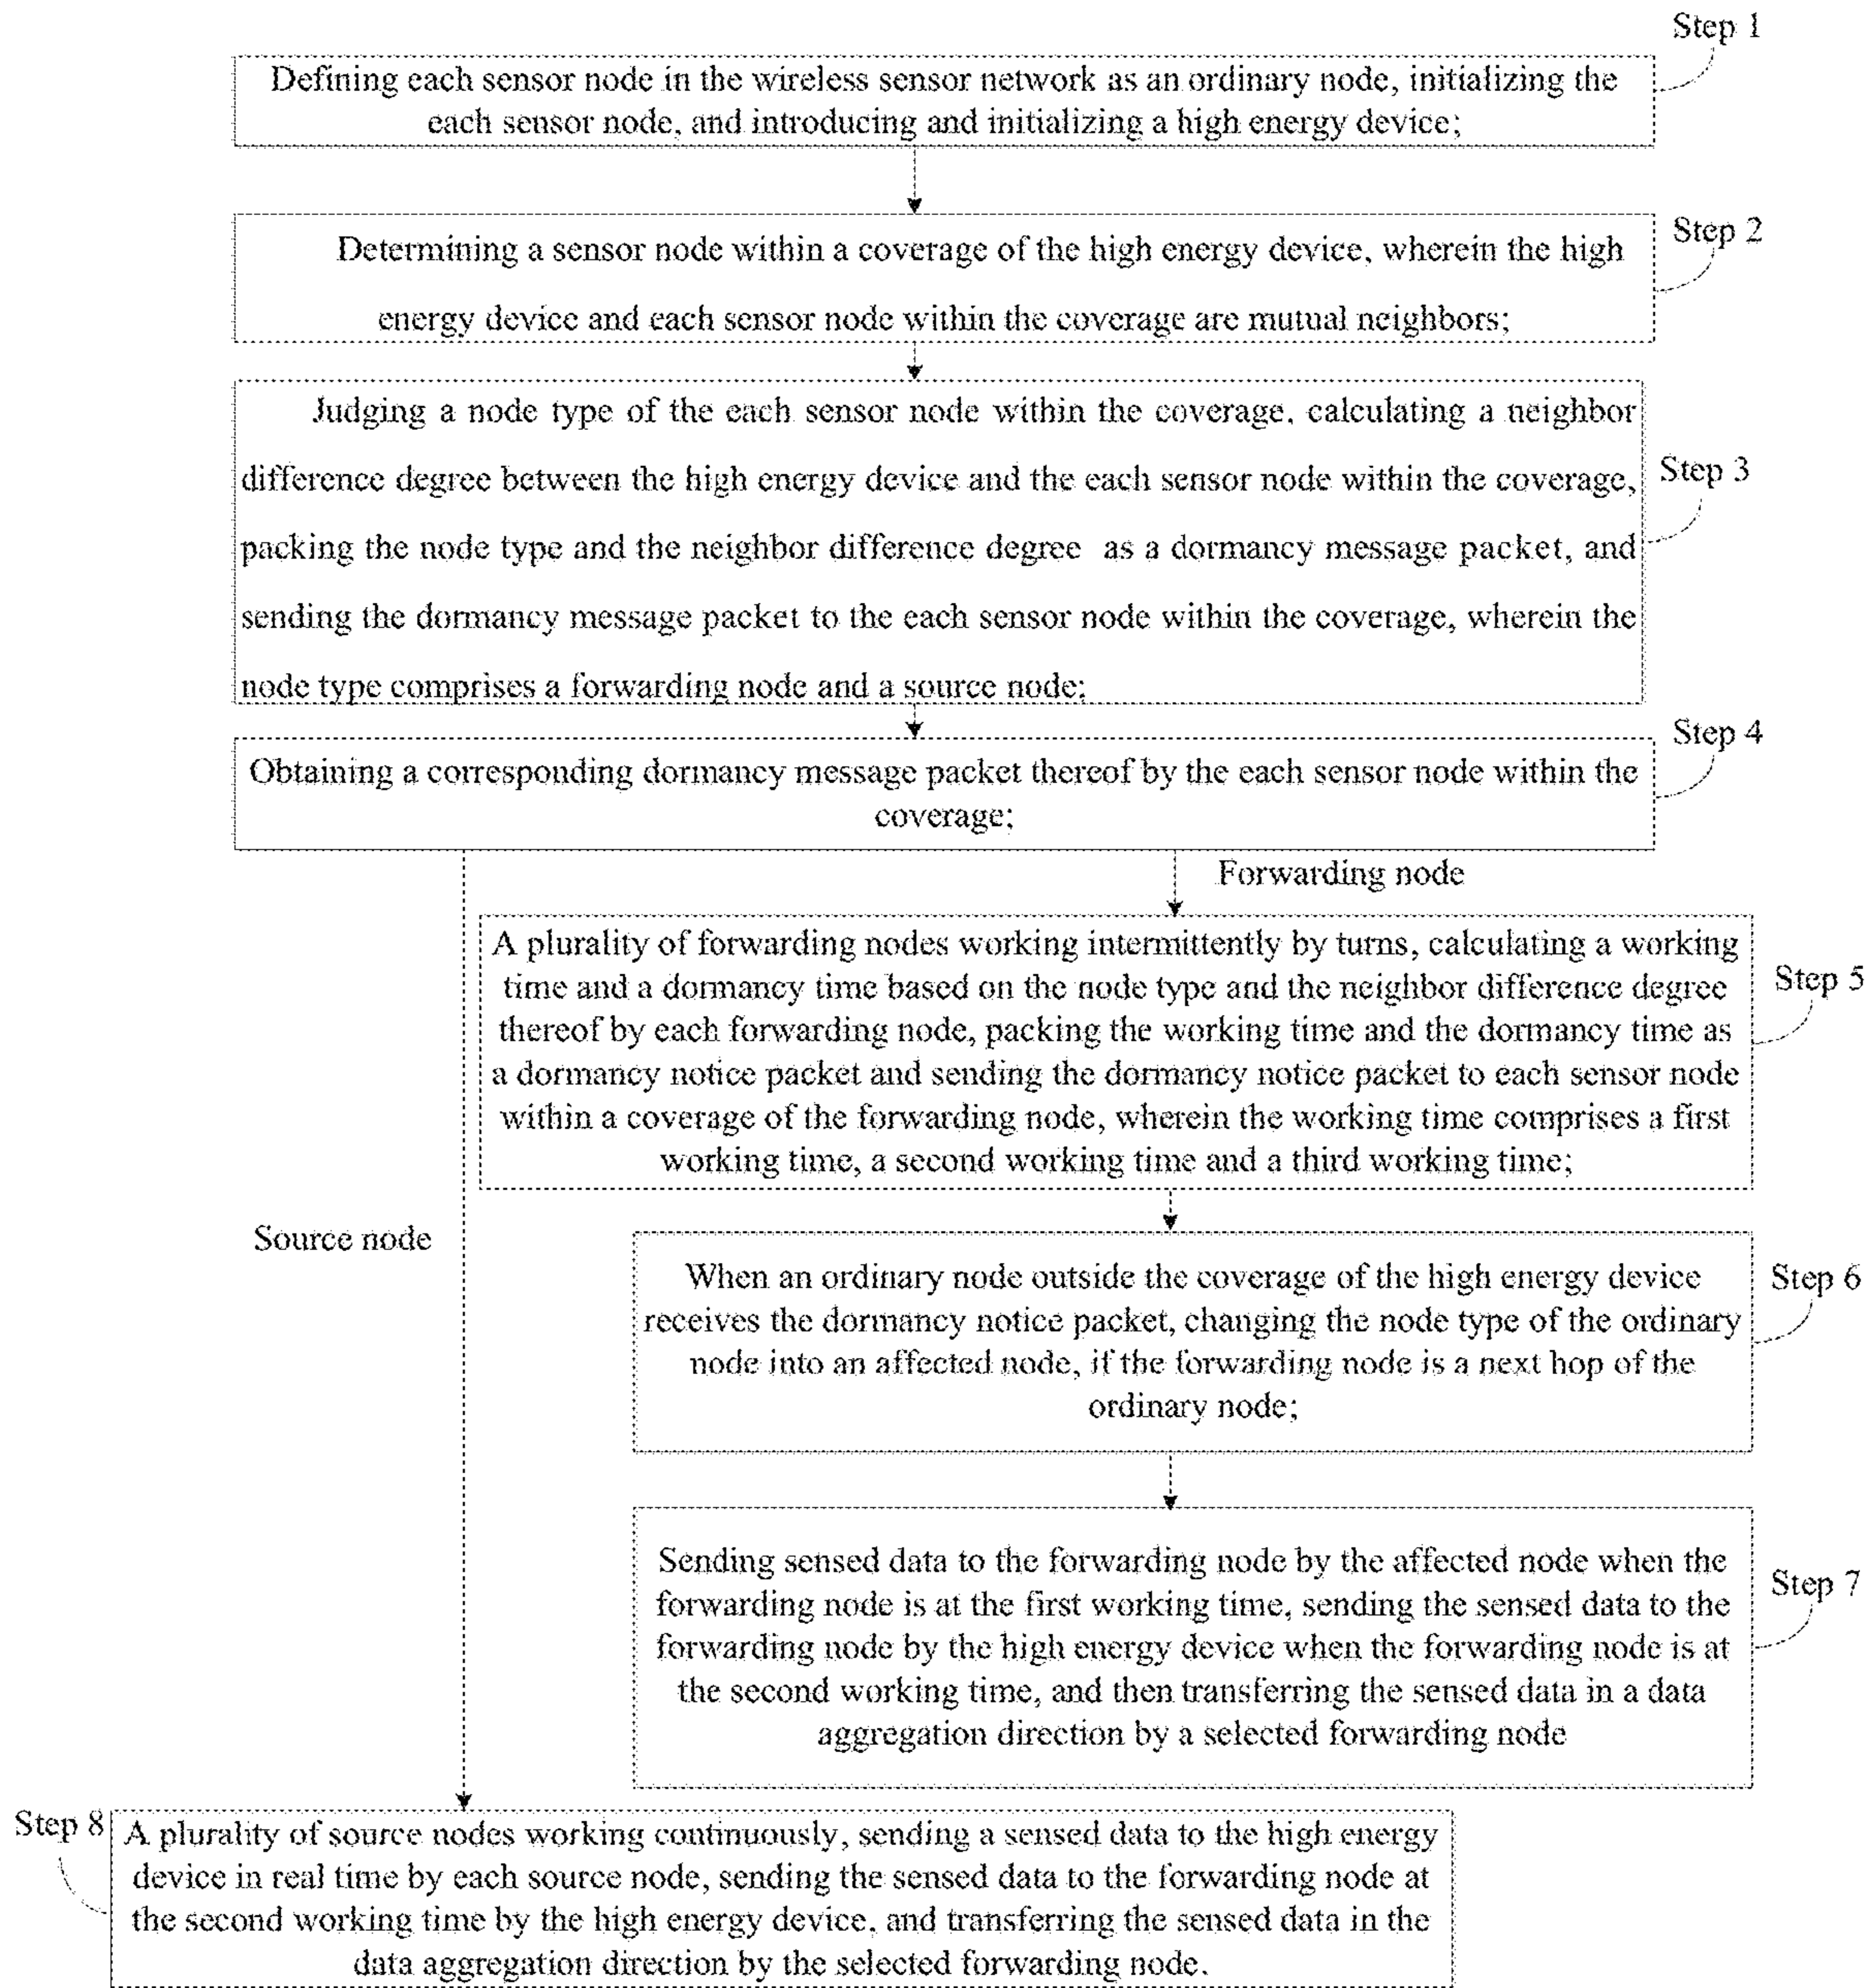 Step 1
Defining each sensor node in the wireless sensor network as an ordinary node, initializing the
each sensor node, and introducing and initializing a high energy device;
Step 2
Determining a sensor node within a coverage of the high energy device, wherein the high
energy device and each sensor node within the coverage are mutual neighbors;
Judging a node type of the each sensor node within the coverage, calculating a neighbor
difference degree between the high energy device and the each sensor node within the coverage,
Step 3
packing the node type and the neighbor difference degree as a dormancy message packet, and
sending the dormancy message packet to the each sensor node within the coverage, wherein the
node type comprises a forwarding node and a source node;
Step 4
Obtaining a corresponding dormancy message packet thereof by the each sensor node within the
coverage;
Forwarding node
A plurality of forwarding nodes working intermittently by turns, calculating a working
time and a dormancy time based on the node type and the neighbor difference degree
Step 5
thereof by each forwarding node, packing the working time and the dormancy time as
a dormancy notice packet and sending the dormancy notice packet to each sensor node
within a coverage of the forwarding node, wherein the working time comprises a first
working time, a second working time and a third working time;
Source node
When an ordinary node outside the coverage of the high energy device
Step 6
receives the dormancy notice packet, changing the node type of the ordinary
node into an affected node, if the forwarding node is a next hop of the
ordinary node;
Sending sensed data to the forwarding node by the affected node when the
Step 7
forwarding node is at the first working time, sending the sensed data to the
forwarding node by the high energy device when the forwarding node is at
the second working time, and then transferring the sensed data in a data
aggregation direction by a selected forwarding node
Step 8
A plurality of source nodes working continuously, sending a sensed data to the high energy
device in real time by each source node, sending the sensed data to the forwarding node at
the second working time by the high energy device, and transferring the sensed data in the
data aggregation direction by the selected forwarding node.